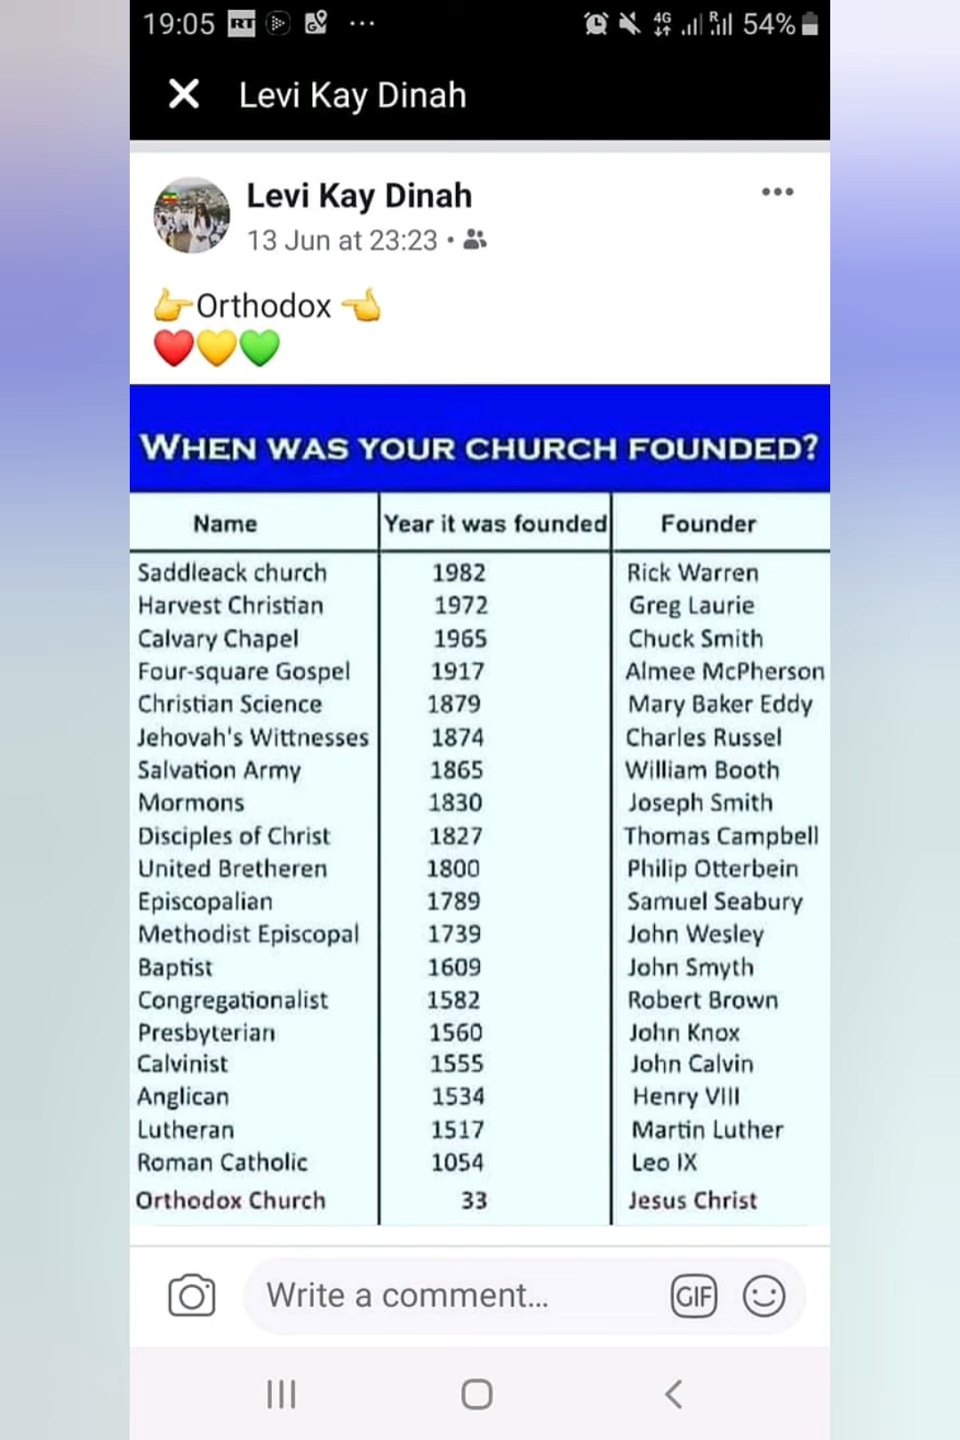 19:05 RT G ... 4G R 54%
Levi Kay Dinah
Levi Kay Dinah
13 Jun at 23:23 •
👉Orthodox 👈
❤️💛💚
WHEN WAS YOUR CHURCH FOUNDED?
Name Year it was founded Founder
Saddleack church 1982 Rick Warren
Harvest Christian 1972 Greg Laurie
Calvary Chapel 1965 Chuck Smith
Four-square Gospel 1917 Almee McPherson
Christian Science 1879 Mary Baker Eddy
Jehovah's Wittnesses 1874 Charles Russel
Salvation Army 1865 William Booth
Mormons 1830 Joseph Smith
Disciples of Christ 1827 Thomas Campbell
United Bretheren 1800 Philip Otterbein
Episcopalian 1789 Samuel Seabury
Methodist Episcopal 1739 John Wesley
Baptist 1609 John Smyth
Congregationalist 1582 Robert Brown
Presbyterian 1560 John Knox
Calvinist 1555 John Calvin
Anglican 1534 Henry VIII
Lutheran 1517 Martin Luther
Roman Catholic 1054 Leo IX
Orthodox Church 33 Jesus Christ
Write a comment... GIF